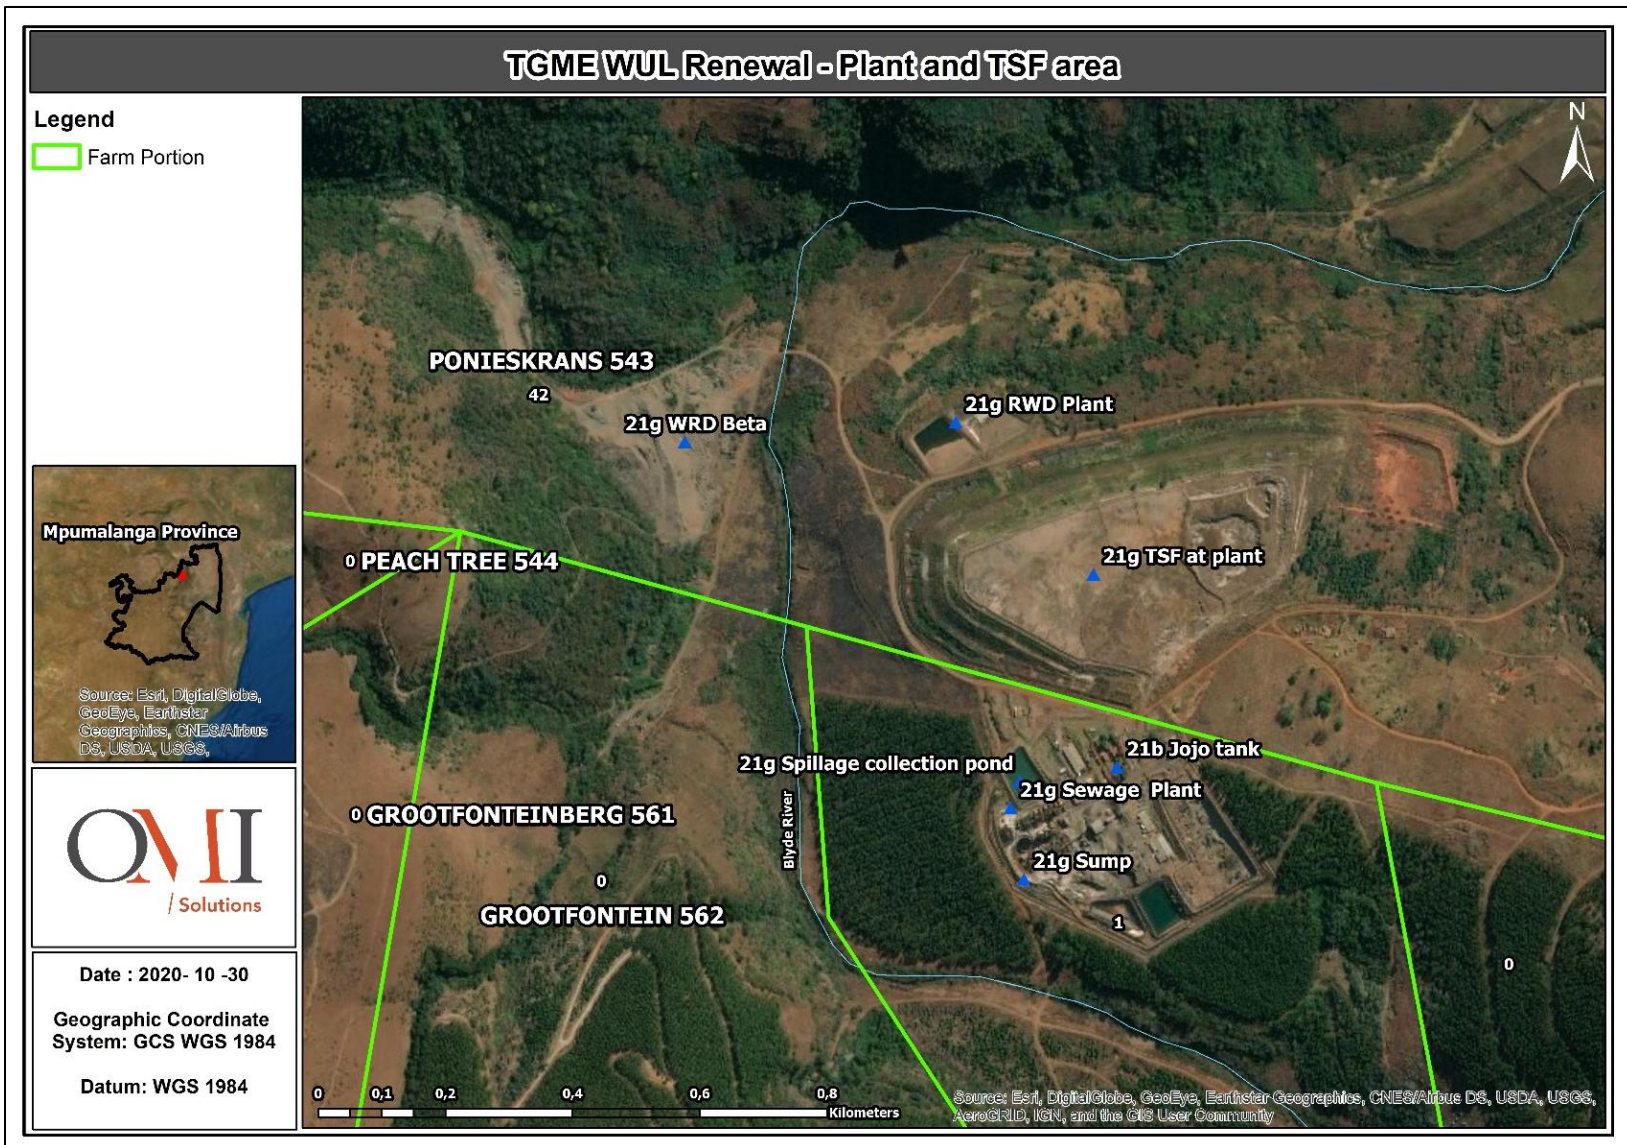 TGME WUL Renewal - Plant and TSF area
Legend
Farm Portion
N
PONIESKRANS 543
42
21g WRD Beta
21g RWD Plant
21g TSF at plant
0 PEACH TREE 544
21b Jojo tank
21g Spillage collection pond
21g Sewage Plant
0 GROOTFONTEINBERG 561
Blyde River
21g Sump
0
GROOTFONTEIN 562
1
0
Mpumalanga Province
Source: Esri, DigitalGlobe,
GeoEye, Earthstar
Geographics, CNES/Airbus
DS, USDA, USGS,
OMI
/ Solutions
Date : 2020- 10 -30
Geographic Coordinate
System: GCS WGS 1984
Datum: WGS 1984
0 0,1 0,2 0,4 0,6 0,8
Kilometers
Source: Esri, DigitalGlobe, GeoEye, Earthstar Geographics, CNES/Airbus DS, USDA, USGS,
AeroGRID, IGN, and the GIS User Community